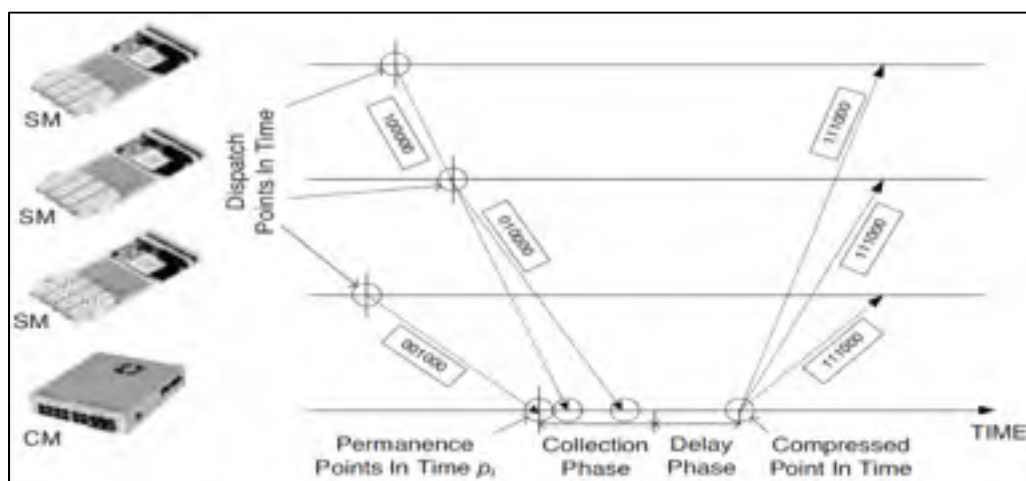 SM
SM
SM
CM
Dispatch
Points In Time
100000
010000
001000
111000
111000
111000
TIME
Permanence
Points In Time pᵢ
Collection
Phase
Delay
Phase
Compressed
Point In Time